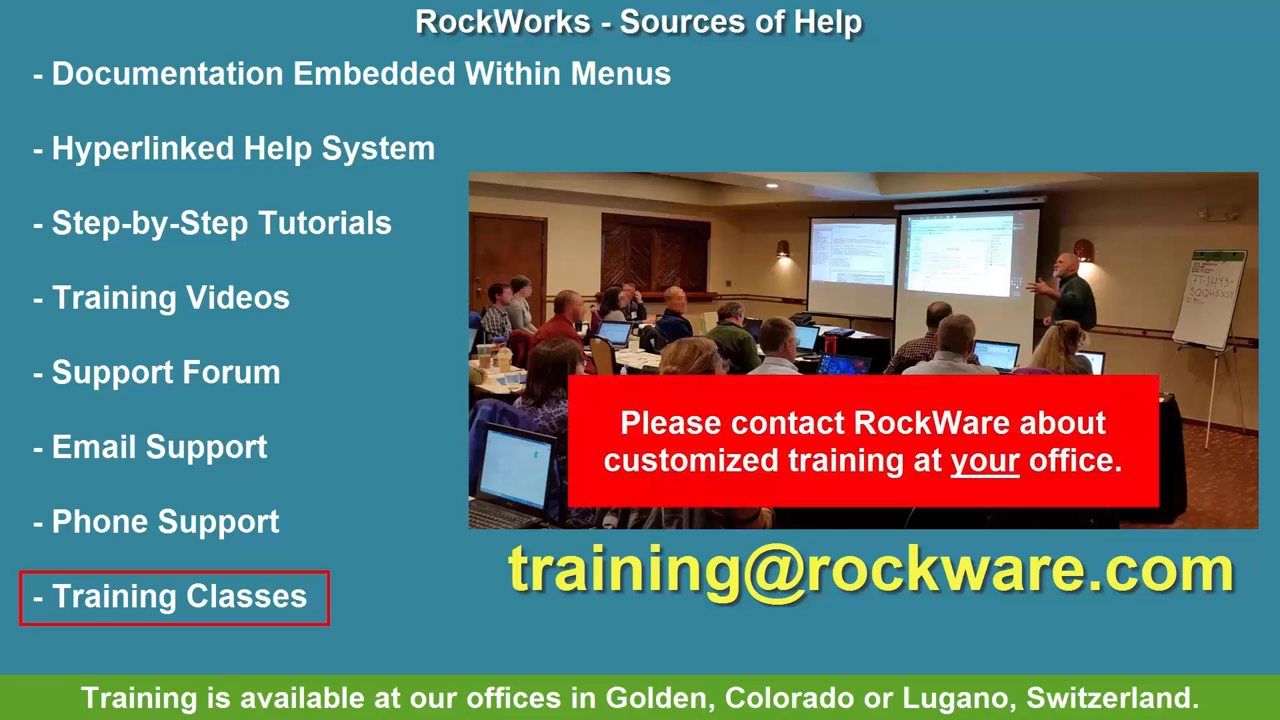 RockWorks - Sources of Help
- Documentation Embedded Within Menus
- Hyperlinked Help System
- Step-by-Step Tutorials
- Training Videos
- Support Forum
- Email Support
- Phone Support
- Training Classes
Please contact RockWare about
customized training at your office.
training@rockware.com
Training is available at our offices in Golden, Colorado or Lugano, Switzerland.